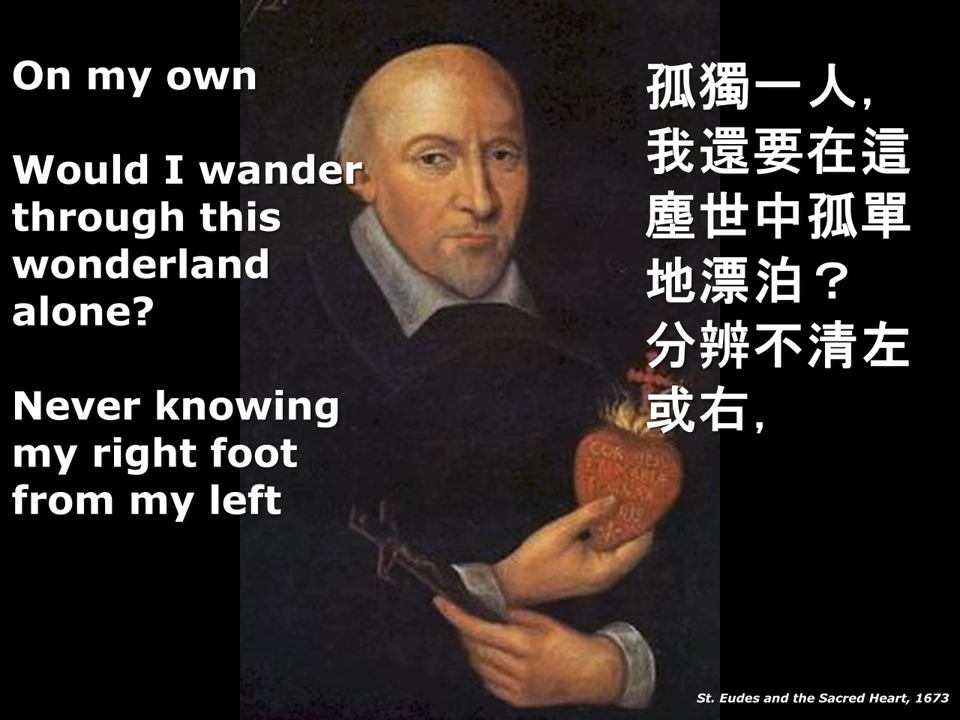 On my own
Would I wander
through this
wonderland
alone?
Never knowing
my right foot
from my left
孤獨一人,
我還要在這
塵世中孤單
地漂泊？
分辨不清左
或右,
St. Eudes and the Sacred Heart, 1673